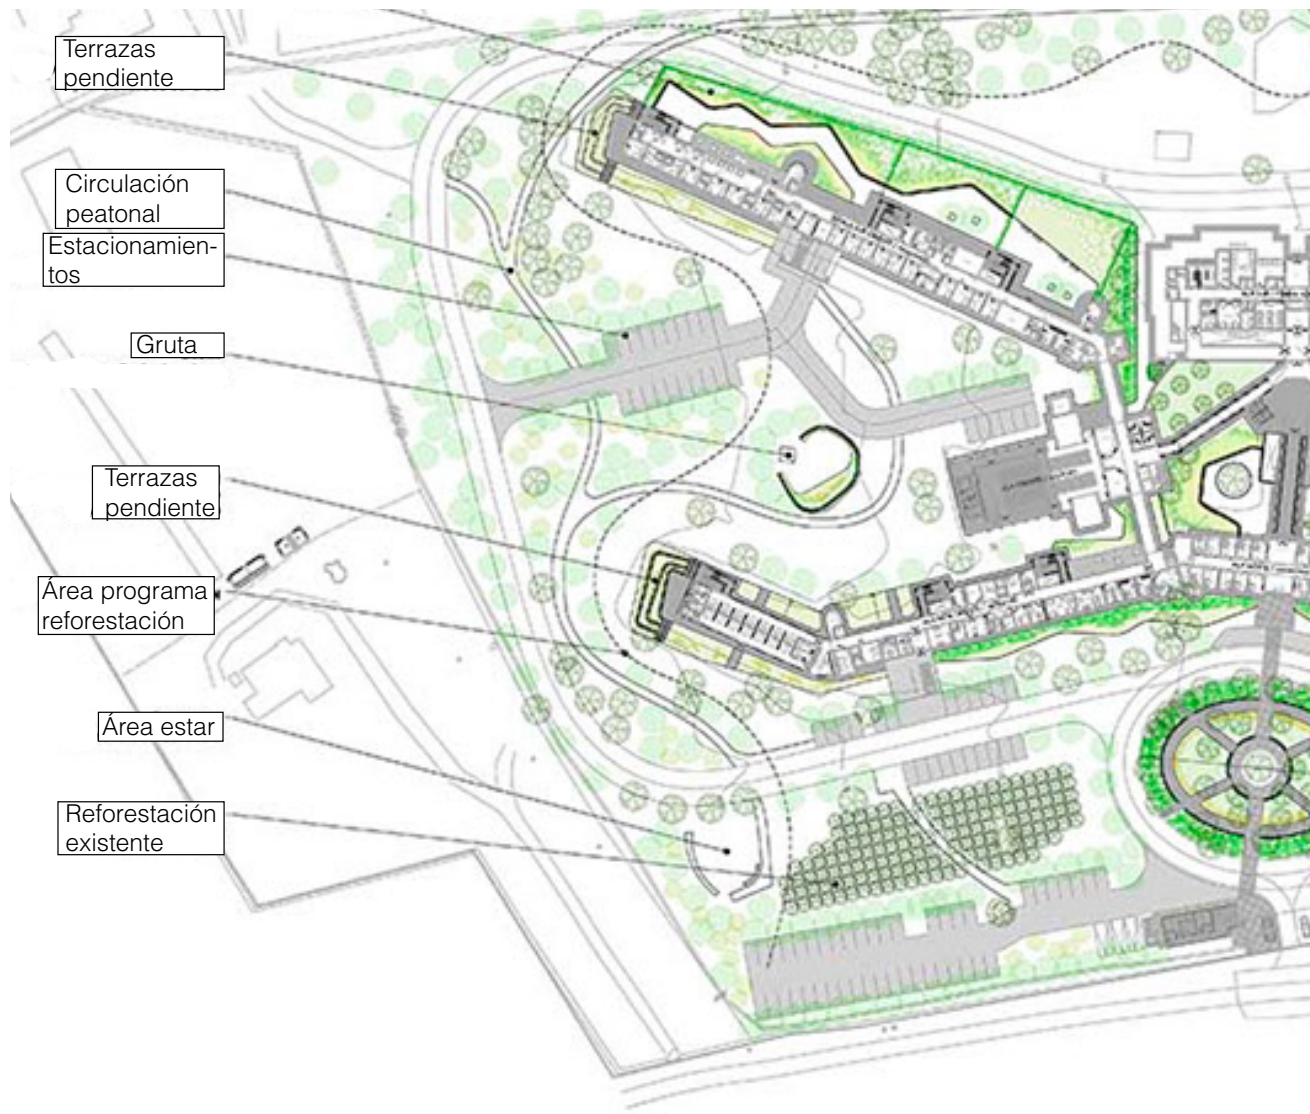 Terrazas
pendiente
Circulación
peatonal
Estacionamien-
tos
Gruta
Terrazas
pendiente
Área programa
reforestación
Área estar
Reforestación
existente